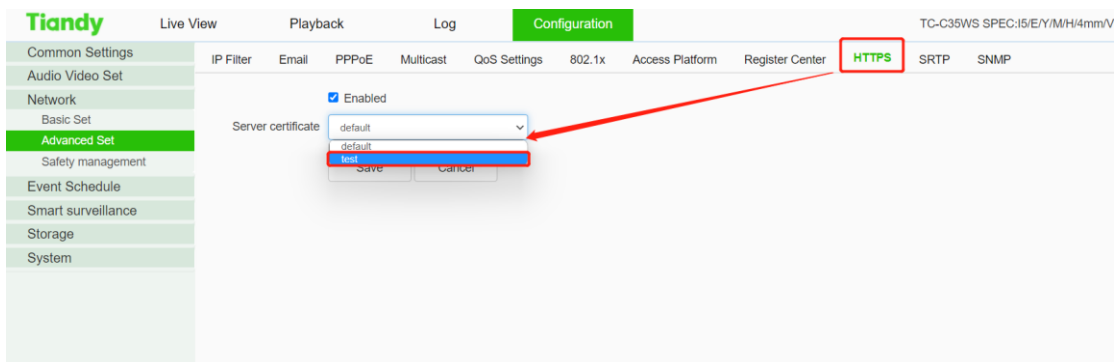 Tiandy Live View Playback Log Configuration TC-C35WS SPEC:I5/E/Y/M/H/4mm/V
Common Settings
Audio Video Set
Network
Basic Set
Advanced Set
Safety management
Event Schedule
Smart surveillance
Storage
System
IP Filter Email PPPoE Multicast QoS Settings 802.1x Access Platform Register Center HTTPS SRTP SNMP
Enabled
Server certificate default
default
test
Save Cancel